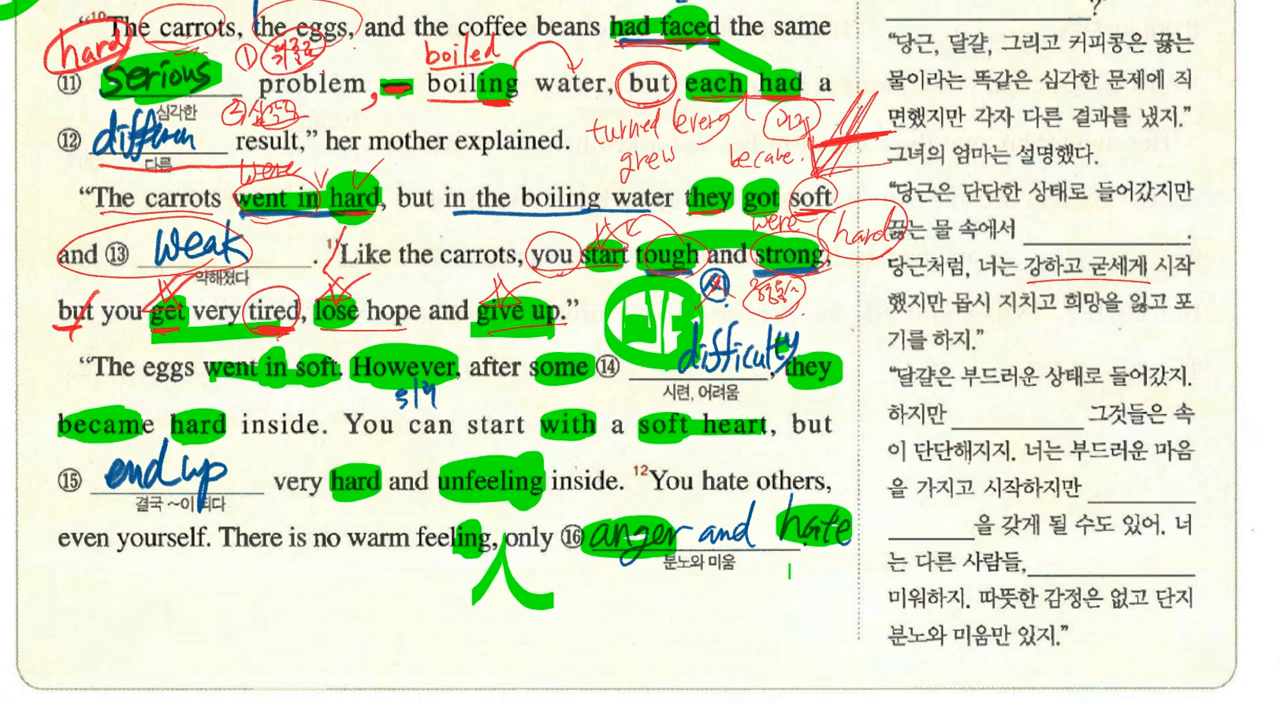 "¹⁰The carrots, the eggs, and the coffee beans had faced the same
hard ① boiled
⑪ serious problem, boiling water, but each had a
심각한 turned every
⑫ differen result," her mother explained. grew became
다른 were
"The carrots went in hard, but in the boiling water they got soft
were hard
and ⑬ weak. ¹¹Like the carrots, you start tough and strong,
약해졌다
but you get very tired, lose hope and give up."
"The eggs went in soft. However, after some ⑭ difficulty, they
시련, 어려움
became hard inside. You can start with a soft heart, but
⑮ end up very hard and unfeeling inside. ¹²You hate others,
결국 ~이 되다
even yourself. There is no warm feeling, only ⑯ anger and hate
분노와 미움
?
"당근, 달걀, 그리고 커피콩은 끓는
물이라는 똑같은 심각한 문제에 직
면했지만 각자 다른 결과를 냈지."
그녀의 엄마는 설명했다.
"당근은 단단한 상태로 들어갔지만
끓는 물 속에서 .
당근처럼, 너는 강하고 굳세게 시작
했지만 몹시 지치고 희망을 잃고 포
기를 하지."
"달걀은 부드러운 상태로 들어갔지.
하지만 그것들은 속
이 단단해지지. 너는 부드러운 마음
을 가지고 시작하지만
을 갖게 될 수도 있어. 너
는 다른 사람들,
미워하지. 따뜻한 감정은 없고 단지
분노와 미움만 있지."